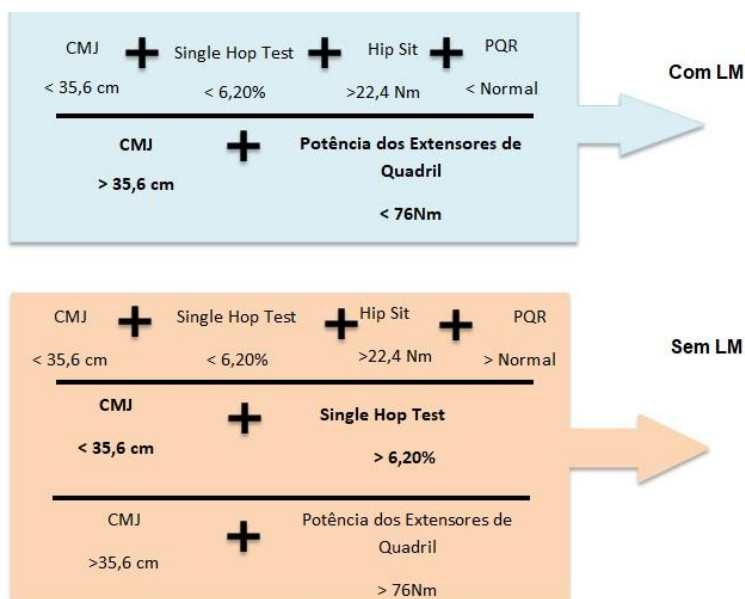 CMJ + Single Hop Test + Hip Sit + PQR
< 35,6 cm < 6,20% >22,4 Nm < Normal
Com LM
CMJ + Potência dos Extensores de
Quadril
> 35,6 cm
< 76Nm
CMJ + Single Hop Test + Hip Sit + PQR
< 35,6 cm < 6,20% >22,4 Nm > Normal
Sem LM
CMJ + Single Hop Test
< 35,6 cm
> 6,20%
CMJ + Potência dos Extensores de
Quadril
>35,6 cm
> 76Nm